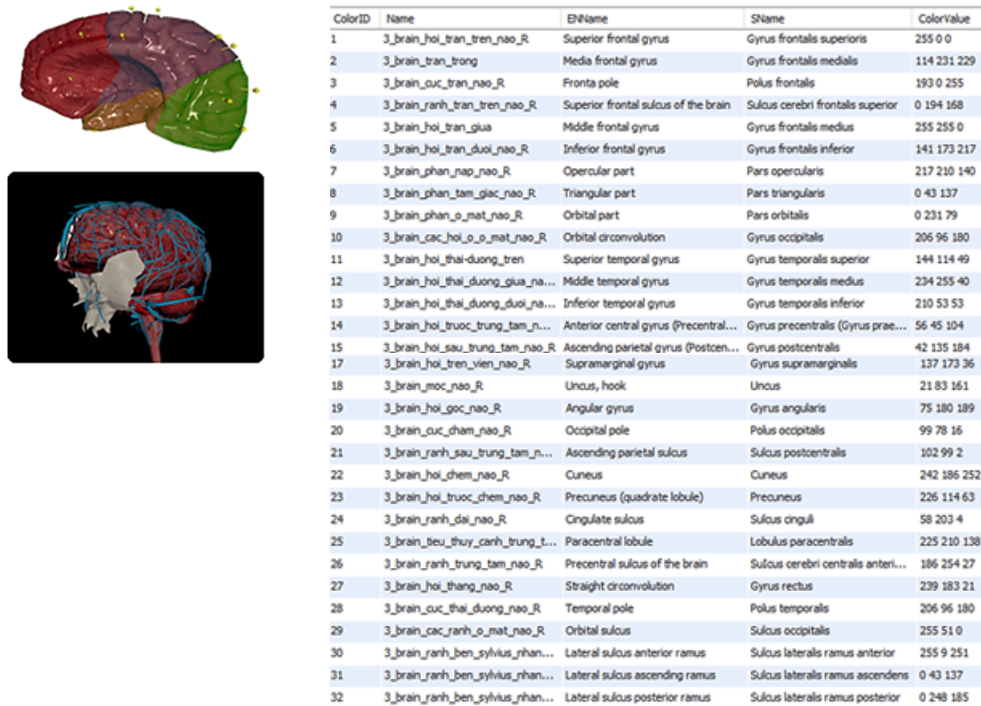 ColorID Name ENName SName ColorValue
1 3_brain_hoi_tran_tren_nao_R Superior frontal gyrus Gyrus frontalis superioris 255 0 0
2 3_brain_tran_trong Media frontal gyrus Gyrus frontalis medialis 114 231 229
3 3_brain_cuc_tran_nao_R Fronta pole Polus frontalis 193 0 255
4 3_brain_ranh_tran_tren_nao_R Superior frontal sulcus of the brain Sulcus cerebri frontalis superior 0 194 168
5 3_brain_hoi_tran_giua Middle frontal gyrus Gyrus frontalis medius 255 255 0
6 3_brain_hoi_tran_duoi_nao_R Inferior frontal gyrus Gyrus frontalis inferior 141 173 217
7 3_brain_phan_nap_nao_R Opercular part Pars opercularis 217 210 140
8 3_brain_phan_tam_giac_nao_R Triangular part Pars triangularis 0 43 137
9 3_brain_phan_o_mat_nao_R Orbital part Pars orbitalis 0 231 79
10 3_brain_cac_hoi_o_o_mat_nao_R Orbital circonvolution Gyrus occipitalis 206 96 180
11 3_brain_hoi_thai-duong_tren Superior temporal gyrus Gyrus temporalis superior 144 114 49
12 3_brain_hoi_thai_duong_giua_na... Middle temporal gyrus Gyrus temporalis medius 234 255 40
13 3_brain_hoi_thai_duong_duoi_na... Inferior temporal gyrus Gyrus temporalis inferior 210 53 53
14 3_brain_hoi_truoc_trung_tam_n... Anterior central gyrus (Precentral... Gyrus precentralis (Gyrus prae... 56 45 104
15 3_brain_hoi_sau_trung_tam_nao_R Ascending parietal gyrus (Postcen... Gyrus postcentralis 42 135 184
17 3_brain_hoi_tren_vien_nao_R Supramarginal gyrus Gyrus supramarginalis 137 173 36
18 3_brain_moc_nao_R Uncus, hook Uncus 21 83 161
19 3_brain_hoi_goc_nao_R Angular gyrus Gyrus angularis 75 180 189
20 3_brain_cuc_cham_nao_R Occipital pole Polus occipitalis 99 78 16
21 3_brain_ranh_sau_trung_tam_n... Ascending parietal sulcus Sulcus postcentralis 102 99 2
22 3_brain_hoi_chem_nao_R Cuneus Cuneus 242 186 252
23 3_brain_hoi_truoc_chem_nao_R Precuneus (quadrate lobule) Precuneus 226 114 63
24 3_brain_ranh_dai_nao_R Cingulate sulcus Sulcus cinguli 58 203 4
25 3_brain_tieu_thuy_canh_trung_t... Paracentral lobule Lobulus paracentralis 225 210 138
26 3_brain_ranh_trung_tam_nao_R Precentral sulcus of the brain Sulcus cerebri centralis anteri... 186 254 27
27 3_brain_hoi_thang_nao_R Straight circonvolution Gyrus rectus 239 183 21
28 3_brain_cuc_thai_duong_nao_R Temporal pole Polus temporalis 206 96 180
29 3_brain_cac_ranh_o_mat_nao_R Orbital sulcus Sulcus occipitalis 255 51 0
30 3_brain_ranh_ben_sylvius_nhan... Lateral sulcus anterior ramus Sulcus lateralis ramus anterior 255 9 251
31 3_brain_ranh_ben_sylvius_nhan... Lateral sulcus ascending ramus Sulcus lateralis ramus ascendens 0 43 137
32 3_brain_ranh_ben_sylvius_nhan... Lateral sulcus posterior ramus Sulcus lateralis ramus posterior 0 248 185